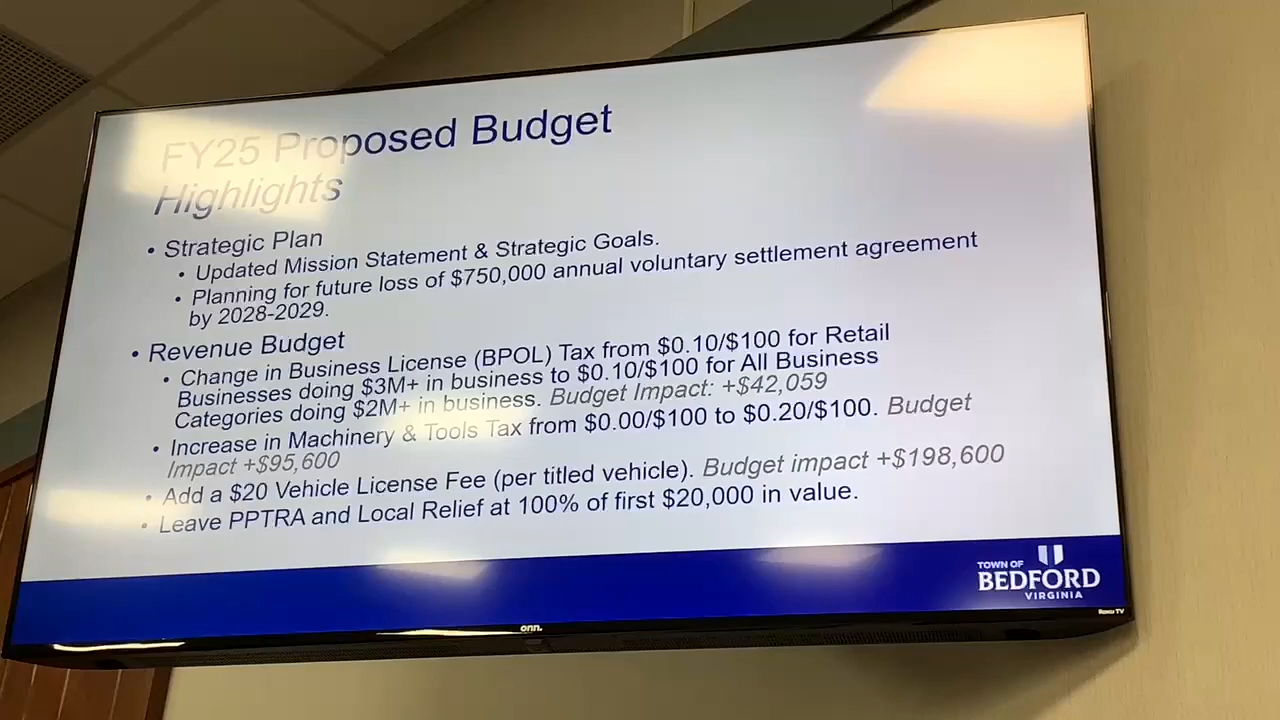 FY25 Proposed Budget
Highlights
• Strategic Plan
• Updated Mission Statement & Strategic Goals.
• Planning for future loss of $750,000 annual voluntary settlement agreement
by 2028-2029.
• Revenue Budget
• Change in Business License (BPOL) Tax from $0.10/$100 for Retail
Businesses doing $3M+ in business to $0.10/$100 for All Business
Categories doing $2M+ in business. Budget Impact: +$42,059
• Increase in Machinery & Tools Tax from $0.00/$100 to $0.20/$100. Budget
Impact +$95,600
• Add a $20 Vehicle License Fee (per titled vehicle). Budget impact +$198,600
• Leave PPTRA and Local Relief at 100% of first $20,000 in value.
TOWN OF
BEDFORD
VIRGINIA
onn.
Roku TV